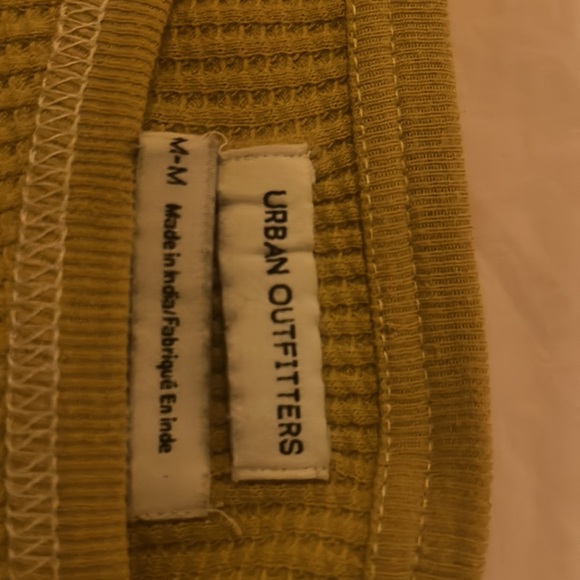 URBAN OUTFITTERS
M-M Made in India/Fabriqué En inde